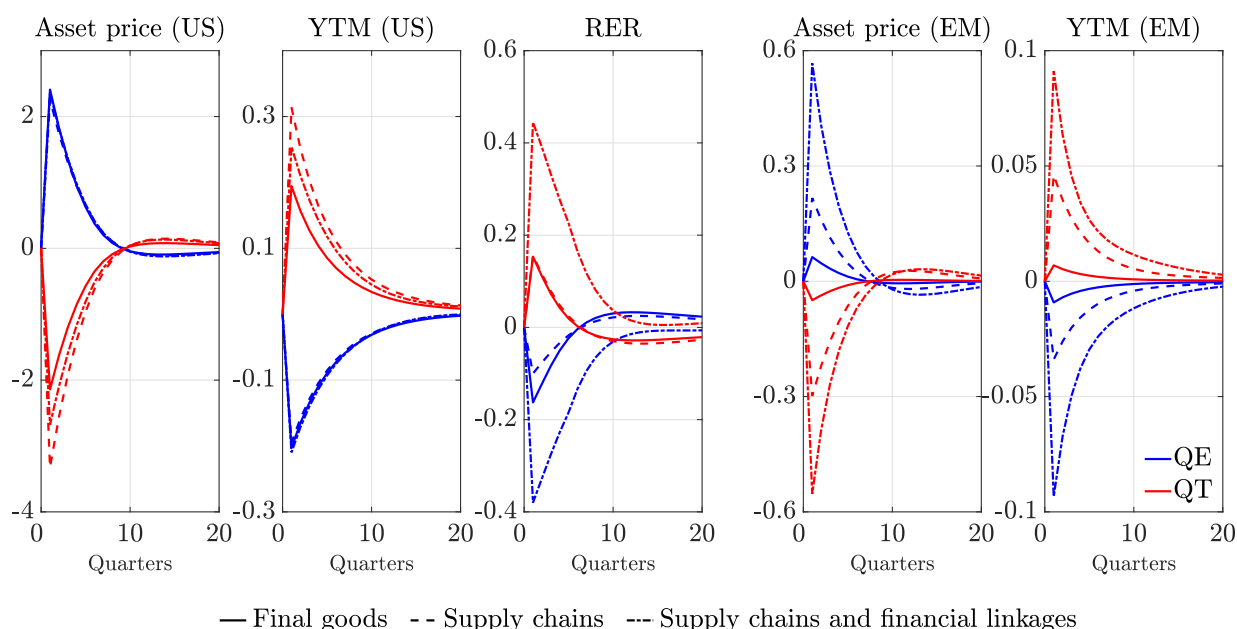 Asset price (US)
YTM (US)
RER
Asset price (EM)
YTM (EM)
2
0
-2
-4
0.3
0.1
-0.1
-0.3
0.6
0.4
0.2
0
-0.2
-0.4
0.6
0.3
0
-0.3
-0.6
0.1
0.05
0
-0.05
-0.1
QE
QT
0 10 20
0 10 20
0 10 20
0 10 20
0 10 20
Quarters
Quarters
Quarters
Quarters
Quarters
Final goods Supply chains Supply chains and financial linkages